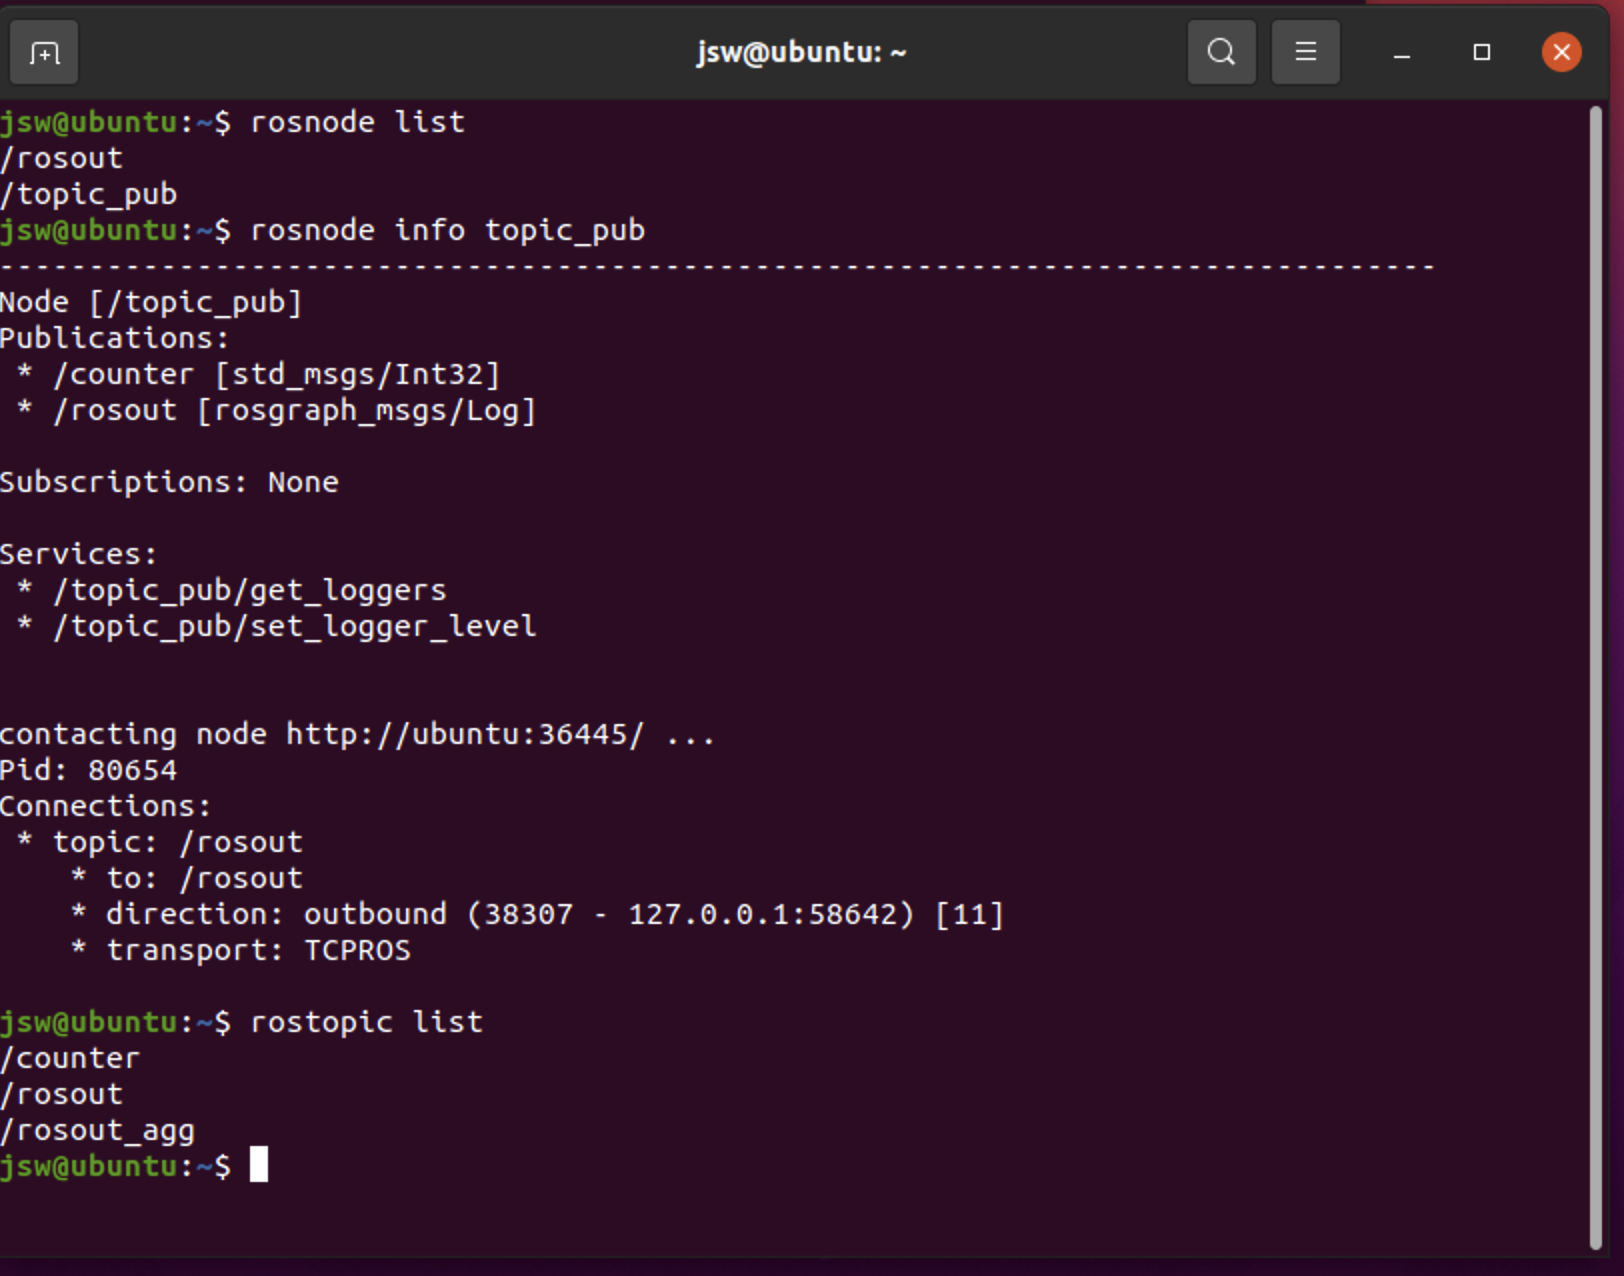 jsw@ubuntu: ~
jsw@ubuntu:~$ rosnode list
/rosout
/topic_pub
jsw@ubuntu:~$ rosnode info topic_pub
--------------------------------------------------------------------------------
Node [/topic_pub]
Publications:
 * /counter [std_msgs/Int32]
 * /rosout [rosgraph_msgs/Log]
Subscriptions: None
Services:
 * /topic_pub/get_loggers
 * /topic_pub/set_logger_level
contacting node http://ubuntu:36445/ ...
Pid: 80654
Connections:
 * topic: /rosout
    * to: /rosout
    * direction: outbound (38307 - 127.0.0.1:58642) [11]
    * transport: TCPROS
jsw@ubuntu:~$ rostopic list
/counter
/rosout
/rosout_agg
jsw@ubuntu:~$